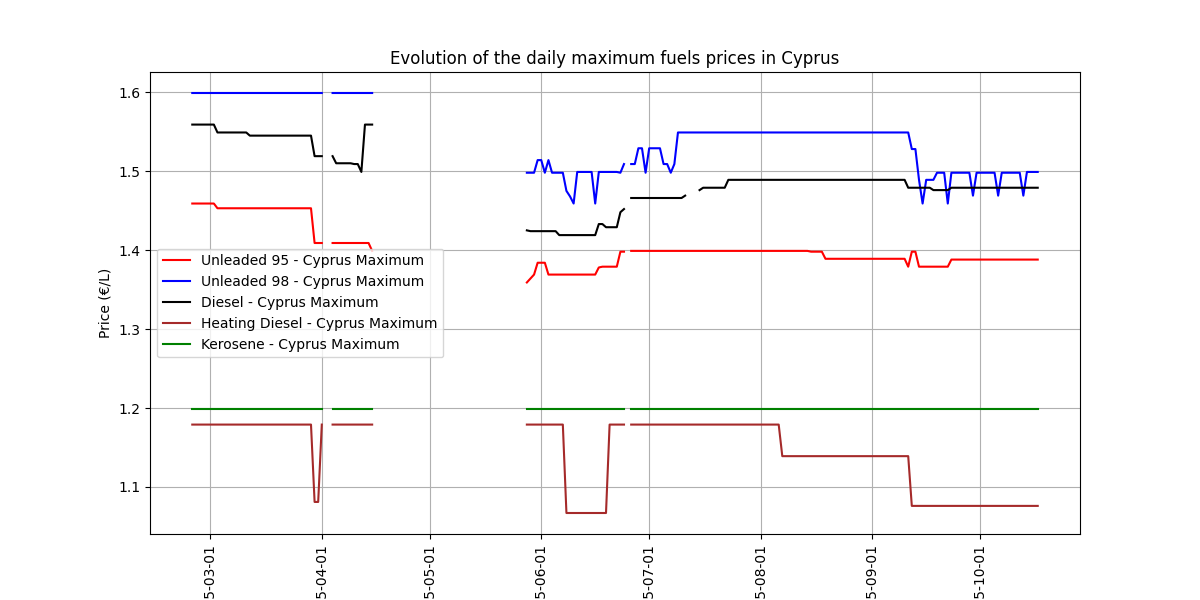 Evolution of the daily maximum fuels prices in Cyprus
Price (€/L)
1.6
1.5
1.4
1.3
1.2
1.1
Unleaded 95 - Cyprus Maximum
Unleaded 98 - Cyprus Maximum
Diesel - Cyprus Maximum
Heating Diesel - Cyprus Maximum
Kerosene - Cyprus Maximum
5-03-01
5-04-01
5-05-01
5-06-01
5-07-01
5-08-01
5-09-01
5-10-01